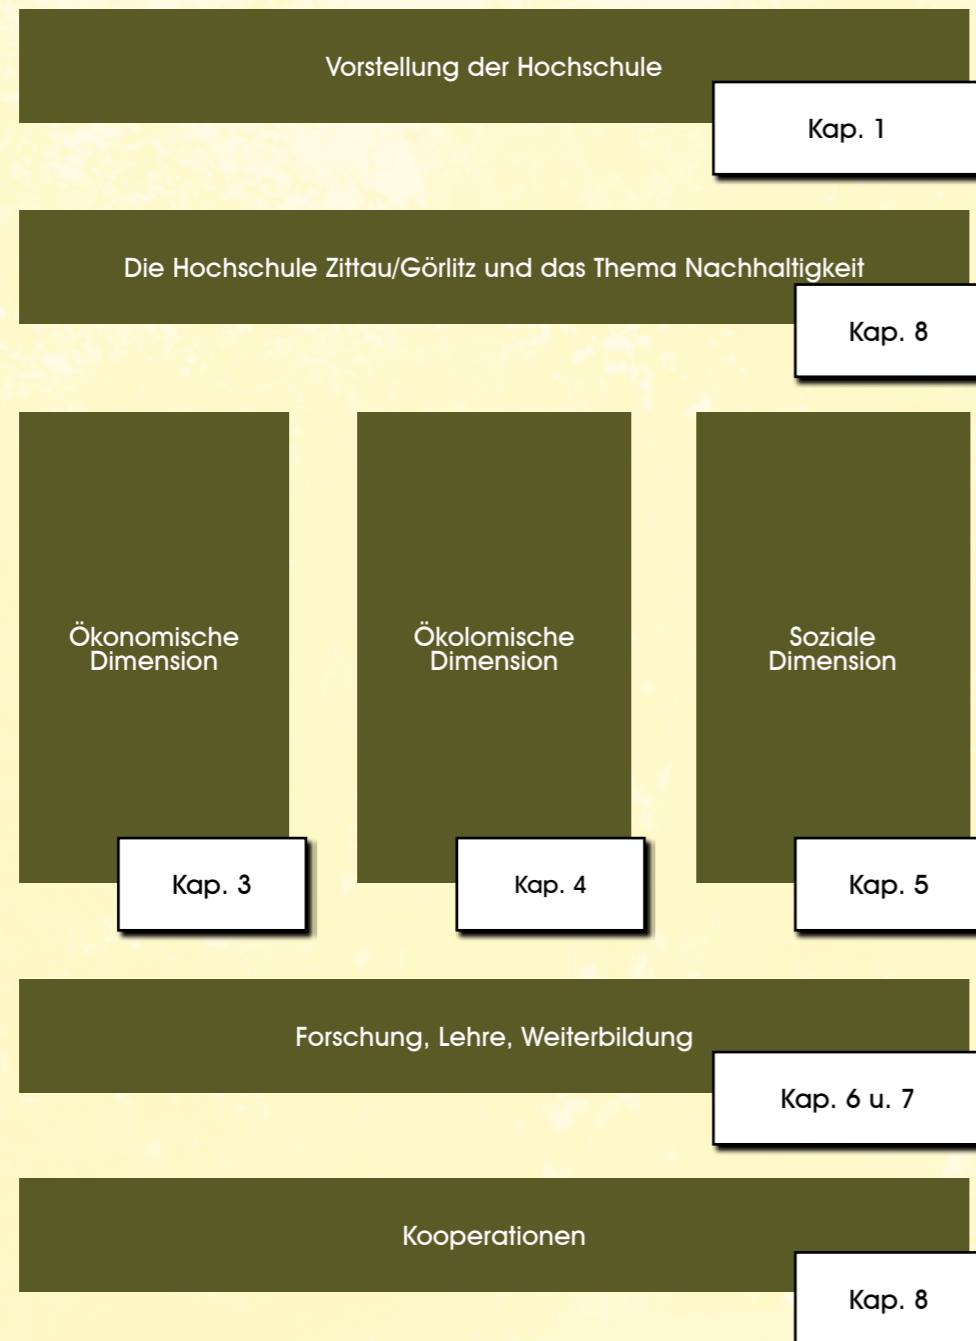 Vorstellung der Hochschule
Kap. 1
Die Hochschule Zittau/Görlitz und das Thema Nachhaltigkeit
Kap. 8
Ökonomische
Dimension
Kap. 3
Ökolomische
Dimension
Kap. 4
Soziale
Dimension
Kap. 5
Forschung, Lehre, Weiterbildung
Kap. 6 u. 7
Kooperationen
Kap. 8